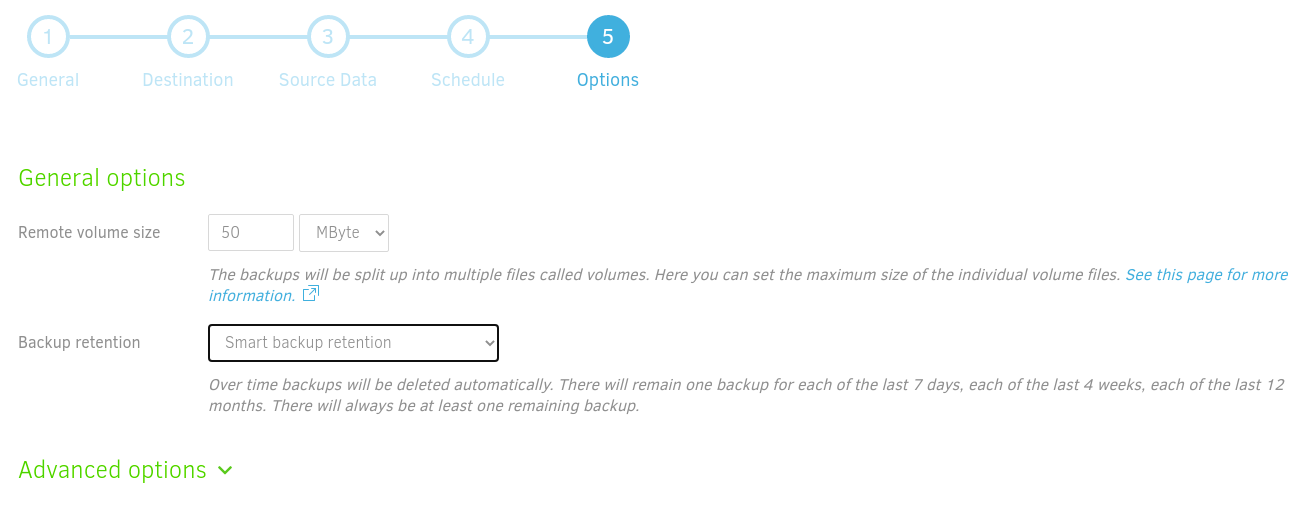 1 2 3 4 5
General Destination Source Data Schedule Options
General options
Remote volume size 50 MByte
The backups will be split up into multiple files called volumes. Here you can set the maximum size of the individual volume files. See this page for more
information.
Backup retention Smart backup retention
Over time backups will be deleted automatically. There will remain one backup for each of the last 7 days, each of the last 4 weeks, each of the last 12
months. There will always be at least one remaining backup.
Advanced options